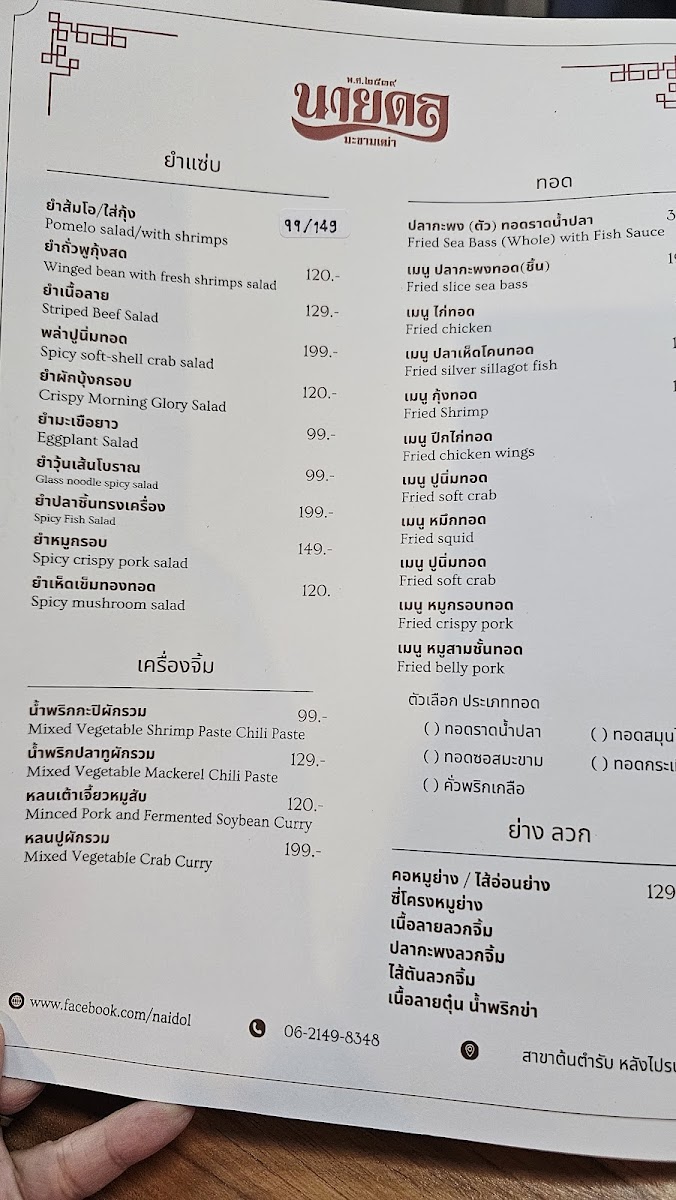 พ.ศ.๒๕๓๙
นายดล
มะขามเฒ่า
ยำแซ่บ
ยำส้มโอ/ใส่กุ้ง
Pomelo salad/with shrimps 99/149
ยำถั่วพูกุ้งสด
Winged bean with fresh shrimps salad 120.-
ยำเนื้อลาย
Striped Beef Salad 129.-
พล่าปูนิ่มทอด
Spicy soft-shell crab salad 199.-
ยำผักบุ้งกรอบ
Crispy Morning Glory Salad 120.-
ยำมะเขือยาว
Eggplant Salad 99.-
ยำวุ้นเส้นโบราณ
Glass noodle spicy salad 99.-
ยำปลาชิ้นทรงเครื่อง
Spicy Fish Salad 199.-
ยำหมูกรอบ
Spicy crispy pork salad 149.-
ยำเห็ดเข็มทองทอด
Spicy mushroom salad 120.
เครื่องจิ้ม
น้ำพริกกะปิผักรวม 99.-
Mixed Vegetable Shrimp Paste Chili Paste
น้ำพริกปลาทูผักรวม 129.-
Mixed Vegetable Mackerel Chili Paste
หลนเต้าเจี้ยวหมูสับ 120.-
Minced Pork and Fermented Soybean Curry
หลนปูผักรวม 199.-
Mixed Vegetable Crab Curry
ทอด
ปลากะพง (ตัว) ทอดราดน้ำปลา
Fried Sea Bass (Whole) with Fish Sauce
เมนู ปลากะพงทอด(ชิ้น)
Fried slice sea bass
เมนู ไก่ทอด
Fried chicken
เมนู ปลาเห็ดโคนทอด
Fried silver sillagot fish
เมนู กุ้งทอด
Fried Shrimp
เมนู ปีกไก่ทอด
Fried chicken wings
เมนู ปูนิ่มทอด
Fried soft crab
เมนู หมึกทอด
Fried squid
เมนู ปูนิ่มทอด
Fried soft crab
เมนู หมูกรอบทอด
Fried crispy pork
เมนู หมูสามชั้นทอด
Fried belly pork
ตัวเลือก ประเภททอด
( ) ทอดราดน้ำปลา ( ) ทอดสมุน
( ) ทอดซอสมะขาม ( ) ทอดกระเ
( ) คั่วพริกเกลือ
ย่าง ลวก
คอหมูย่าง / ไส้อ่อนย่าง 129
ซี่โครงหมูย่าง
เนื้อลายลวกจิ้ม
ปลากะพงลวกจิ้ม
ไส้ตันลวกจิ้ม
เนื้อลายตุ๋น น้ำพริกข่า
www.facebook.com/naidol
06-2149-8348
สาขาต้นตำรับ หลังไปร